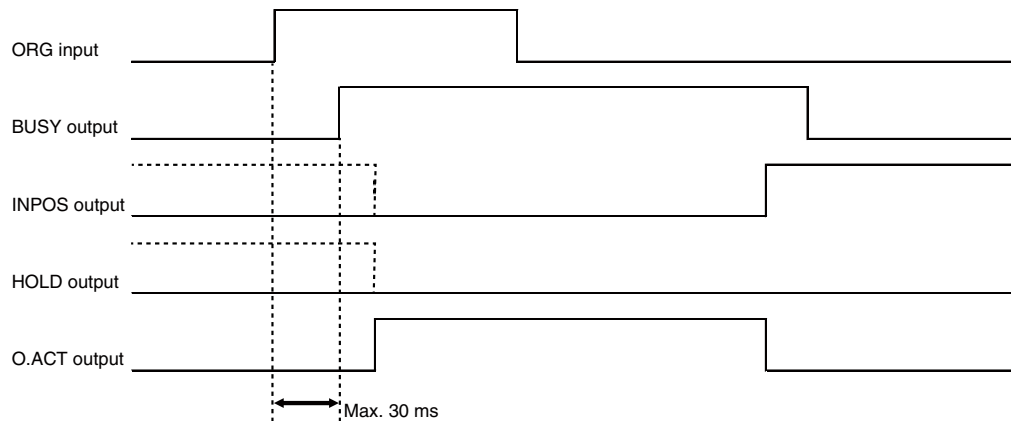 ORG input
BUSY output
INPOS output
HOLD output
O.ACT output
Max. 30 ms